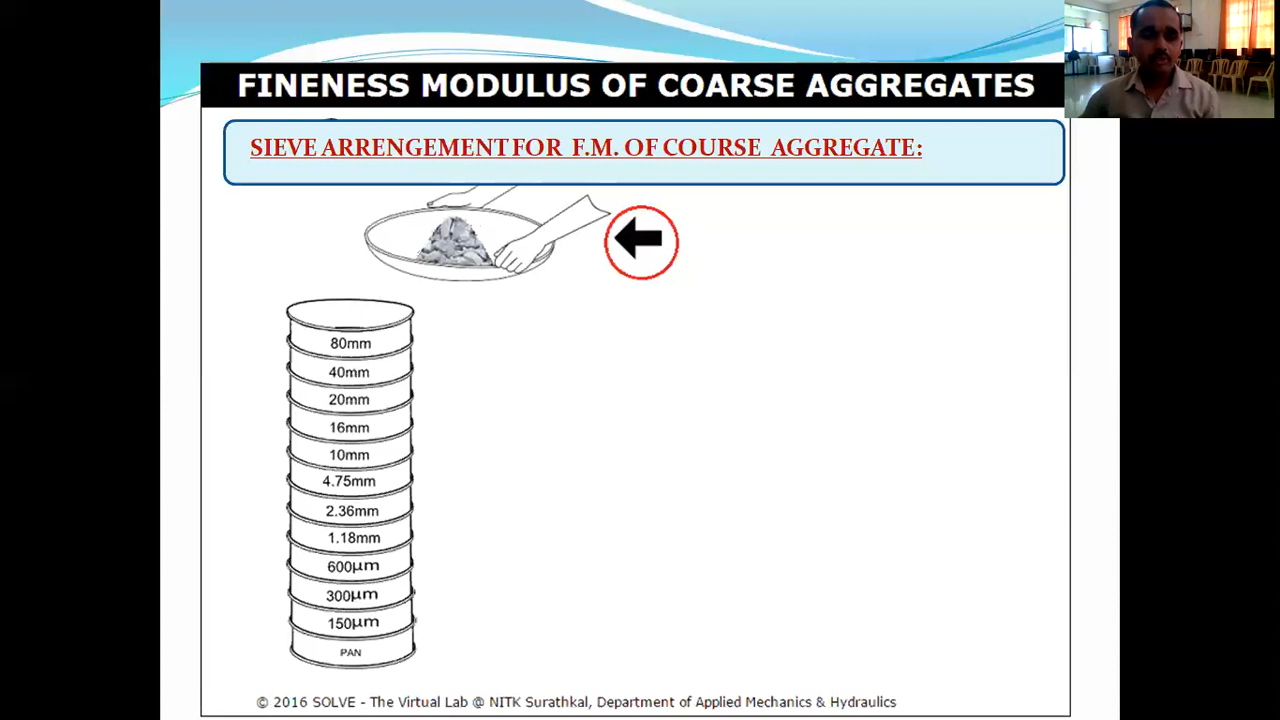 FINENESS MODULUS OF COARSE AGGREGATES
SIEVE ARRENGEMENT FOR F.M. OF COURSE AGGREGATE:
80mm
40mm
20mm
16mm
10mm
4.75mm
2.36mm
1.18mm
600μm
300μm
150μm
PAN
© 2016 SOLVE - The Virtual Lab @ NITK Surathkal, Department of Applied Mechanics & Hydraulics